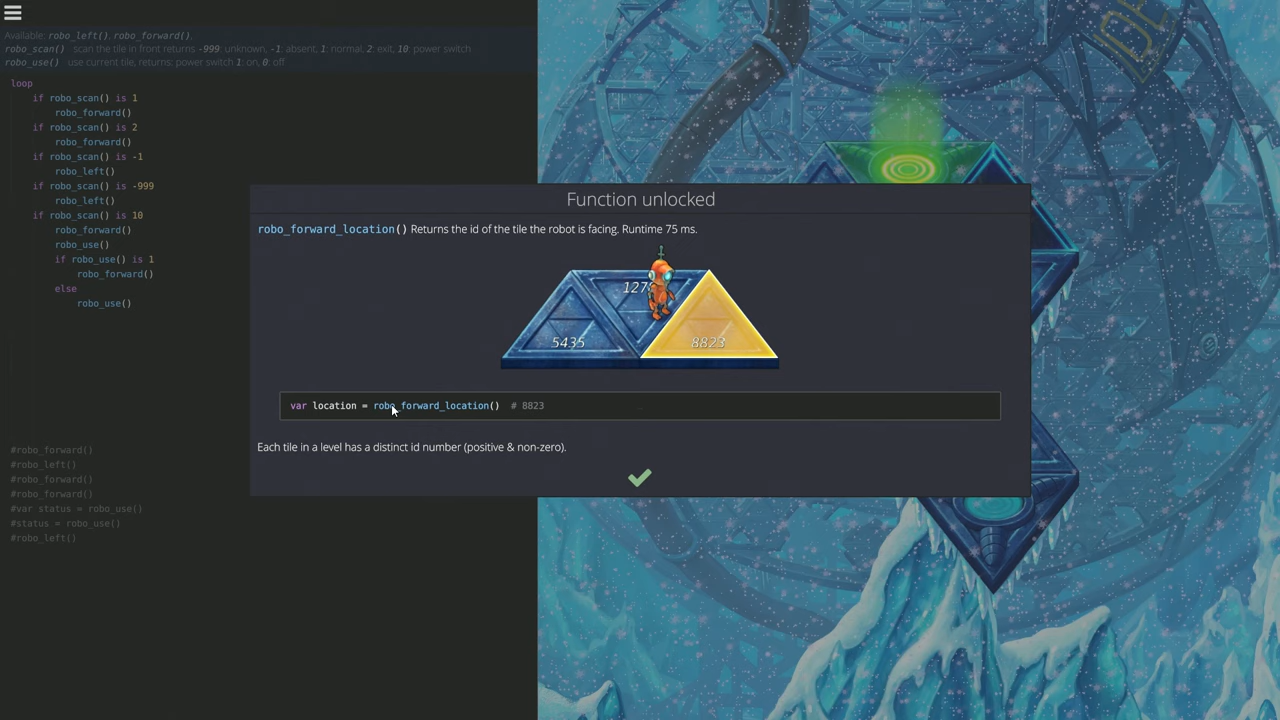 Available: robo_left(), robo_forward(),
robo_scan() scan the tile in front returns -999: unknown, -1: absent, 1: normal, 2: exit, 10: power switch
robo_use() use current tile, returns: power switch 1: on, 0: off
loop
if robo_scan() is 1
robo_forward()
if robo_scan() is 2
robo_forward()
if robo_scan() is -1
robo_left()
if robo_scan() is -999
robo_left()
if robo_scan() is 10
robo_forward()
robo_use()
if robo_use() is 1
robo_forward()
else
robo_use()
#robo_forward()
#robo_left()
#robo_forward()
#robo_forward()
#var status = robo_use()
#status = robo_use()
#robo_left()
Function unlocked
robo_forward_location() Returns the id of the tile the robot is facing. Runtime 75 ms.
127
5435
8823
var location = robo_forward_location() # 8823
Each tile in a level has a distinct id number (positive & non-zero).